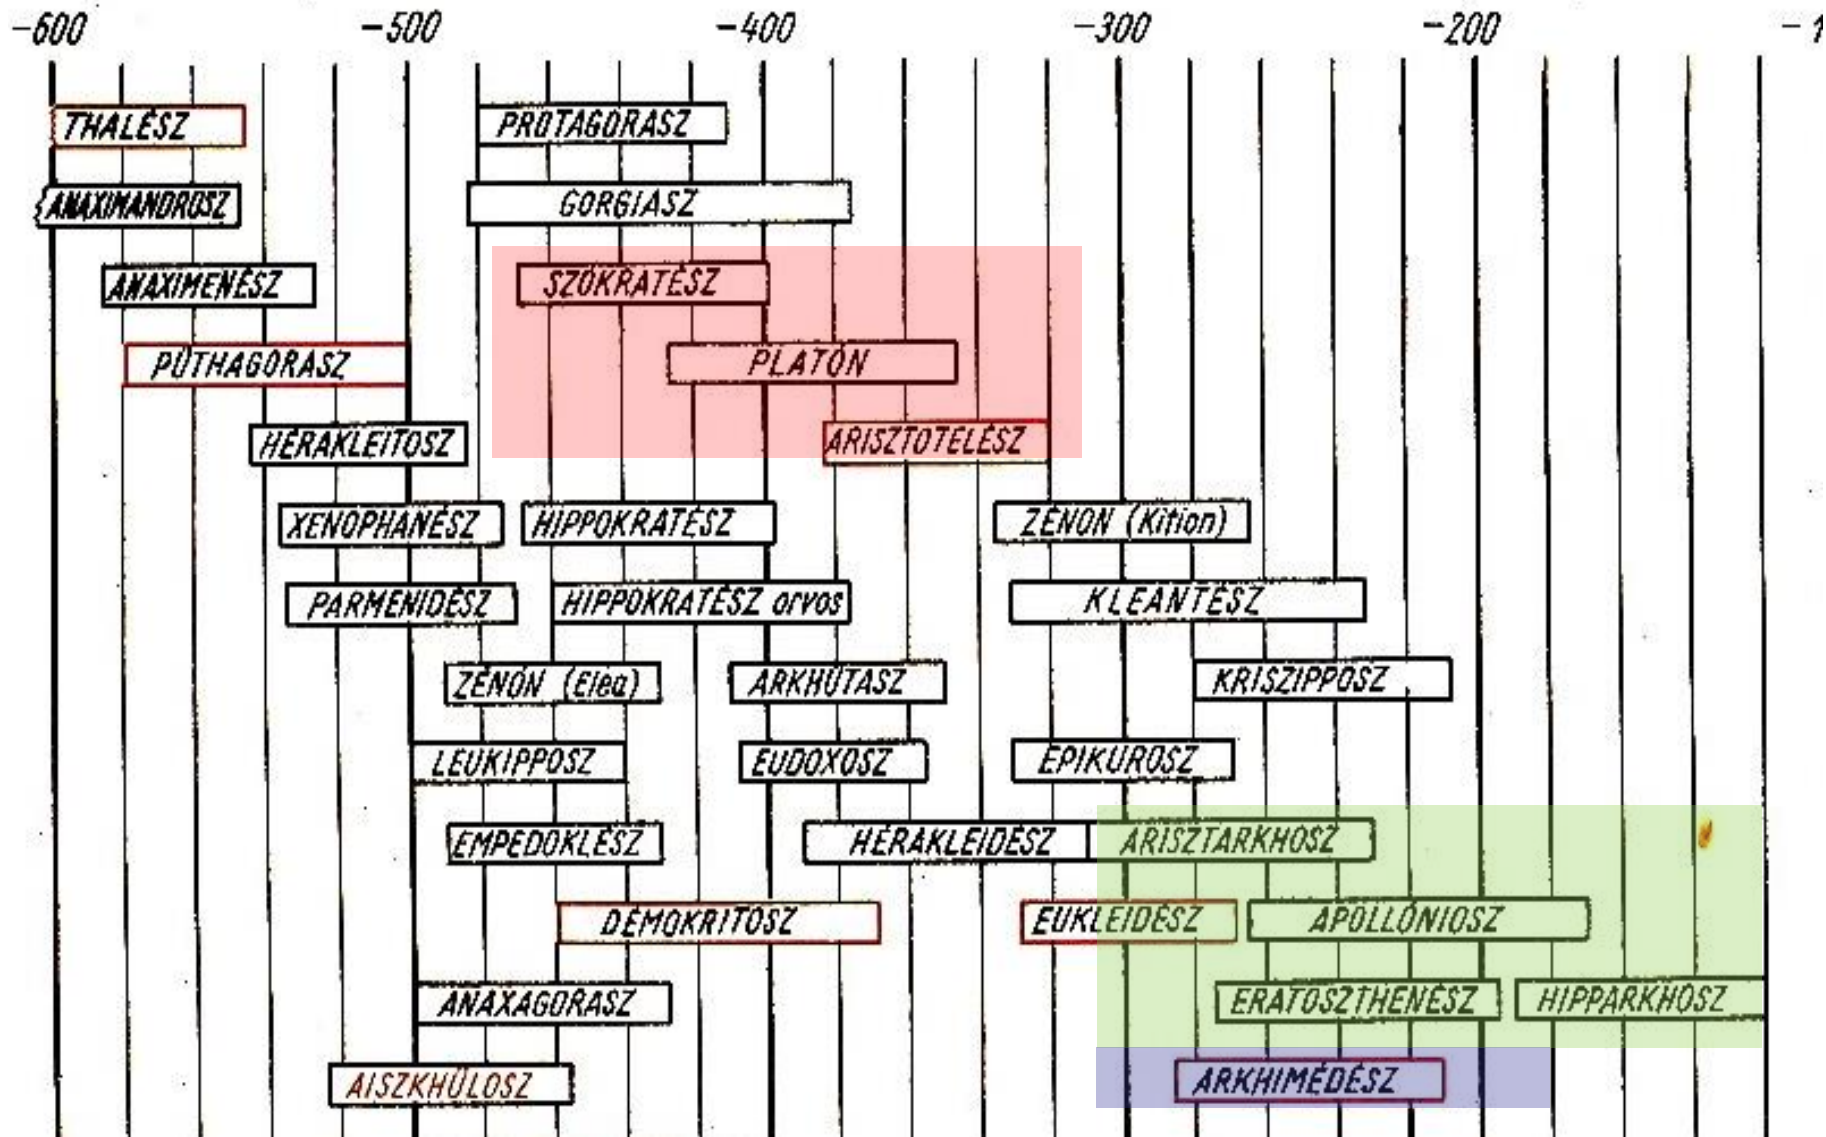 -600 -500 -400 -300 -200 -1
THALÉSZ PRÓTAGORASZ
ANAXIMANDROSZ GORGIASZ
ANAXIMENÉSZ SZÓKRATÉSZ
PÜTHAGORASZ PLATÓN
HÉRAKLEITOSZ ARISZTOTELÉSZ
XENOPHANÉSZ HIPPOKRATÉSZ ZÉNÓN (Kition)
PARMENIDÉSZ HIPPOKRATÉSZ orvos KLEANTÉSZ
ZÉNÓN (Elea) ARKHÜTASZ KRISZIPPOSZ
LEUKIPPOSZ EUDOXOSZ EPIKUROSZ
EMPEDOKLÉSZ HÉRAKLEIDÉSZ ARISZTARKHOSZ
DÉMOKRITOSZ EUKLEIDÉSZ APOLLÓNIOSZ
ANAXAGORASZ ERATOSZTHENÉSZ HIPPARKHOSZ
AISZKHÜLOSZ ARKHIMÉDÉSZ